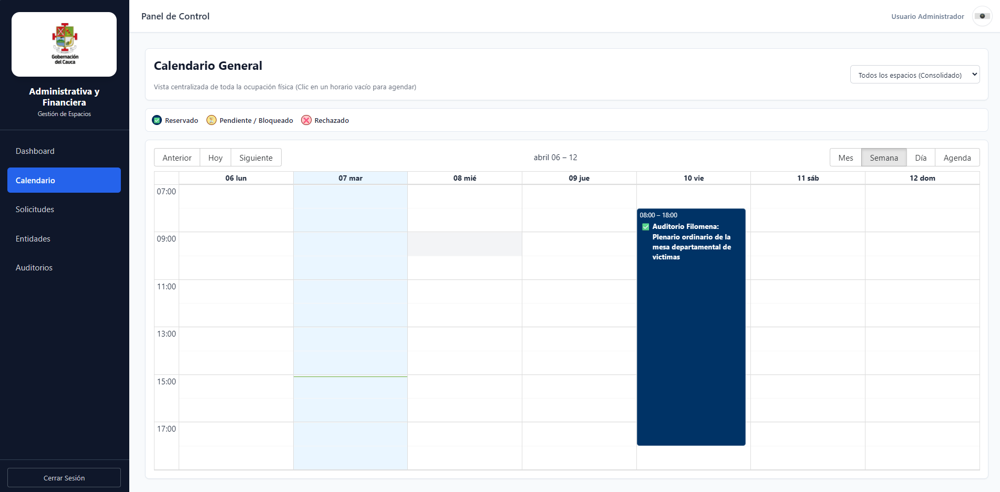 Gobernación
del Cauca
Administrativa y
Financiera
Gestión de Espacios
Dashboard
Calendario
Solicitudes
Entidades
Auditorios
Cerrar Sesión
Panel de Control
Usuario Administrador
Calendario General
Vista centralizada de toda la ocupación física (Clic en un horario vacío para agendar)
Todos los espacios (Consolidado)
Reservado
Pendiente / Bloqueado
Rechazado
Anterior
Hoy
Siguiente
abril 06 – 12
Mes
Semana
Día
Agenda
06 lun
07 mar
08 mié
09 jue
10 vie
11 sáb
12 dom
07:00
09:00
11:00
13:00
15:00
17:00
08:00 – 18:00
Auditorio Filomena:
Plenario ordinario de la
mesa departamental de
victimas